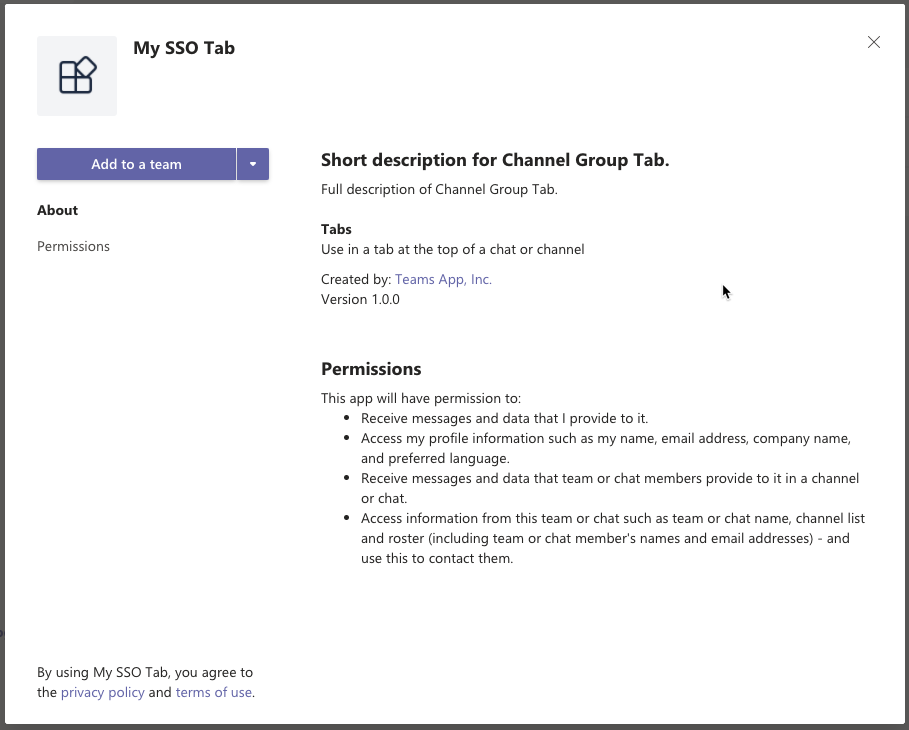 My SSO Tab
Add to a team
About
Permissions
Short description for Channel Group Tab.
Full description of Channel Group Tab.
Tabs
Use in a tab at the top of a chat or channel
Created by: Teams App, Inc.
Version 1.0.0
Permissions
This app will have permission to:
• Receive messages and data that I provide to it.
• Access my profile information such as my name, email address, company name,
and preferred language.
• Receive messages and data that team or chat members provide to it in a channel
or chat.
• Access information from this team or chat such as team or chat name, channel list
and roster (including team or chat member's names and email addresses) - and
use this to contact them.
By using My SSO Tab, you agree to
the privacy policy and terms of use.